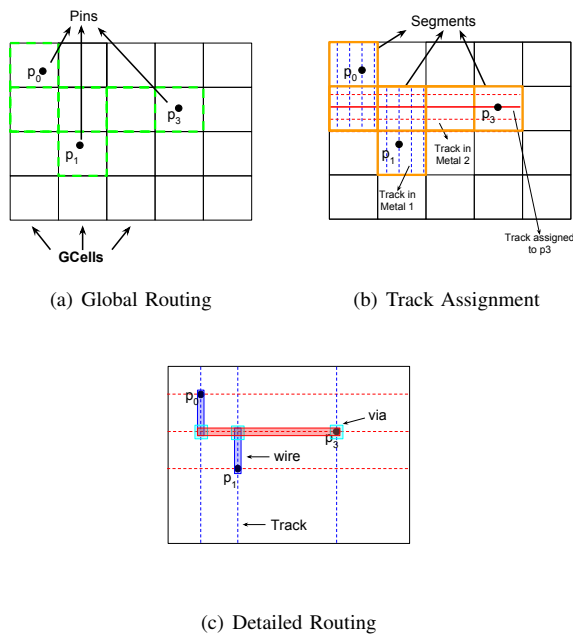 Pins
p0
p3
p1
GCells
(a) Global Routing
Segments
p0
p3
p1
Track in
Metal 2
Track in
Metal 1
Track assigned
to p3
(b) Track Assignment
p0
via
p3
wire
p1
Track
(c) Detailed Routing